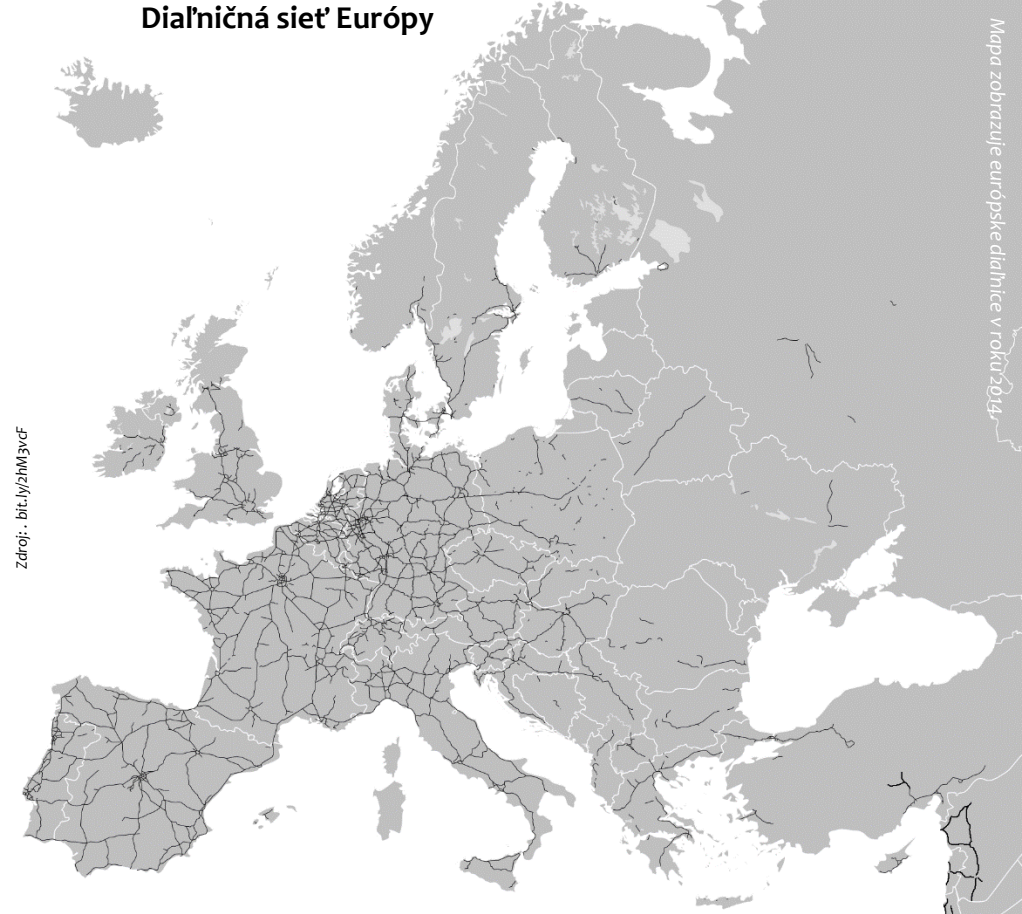 Diaľničná sieť Európy
Mapa zobrazuje európske diaľnice v roku 2014.
Zdroj:. bit.ly/2hM3vcF